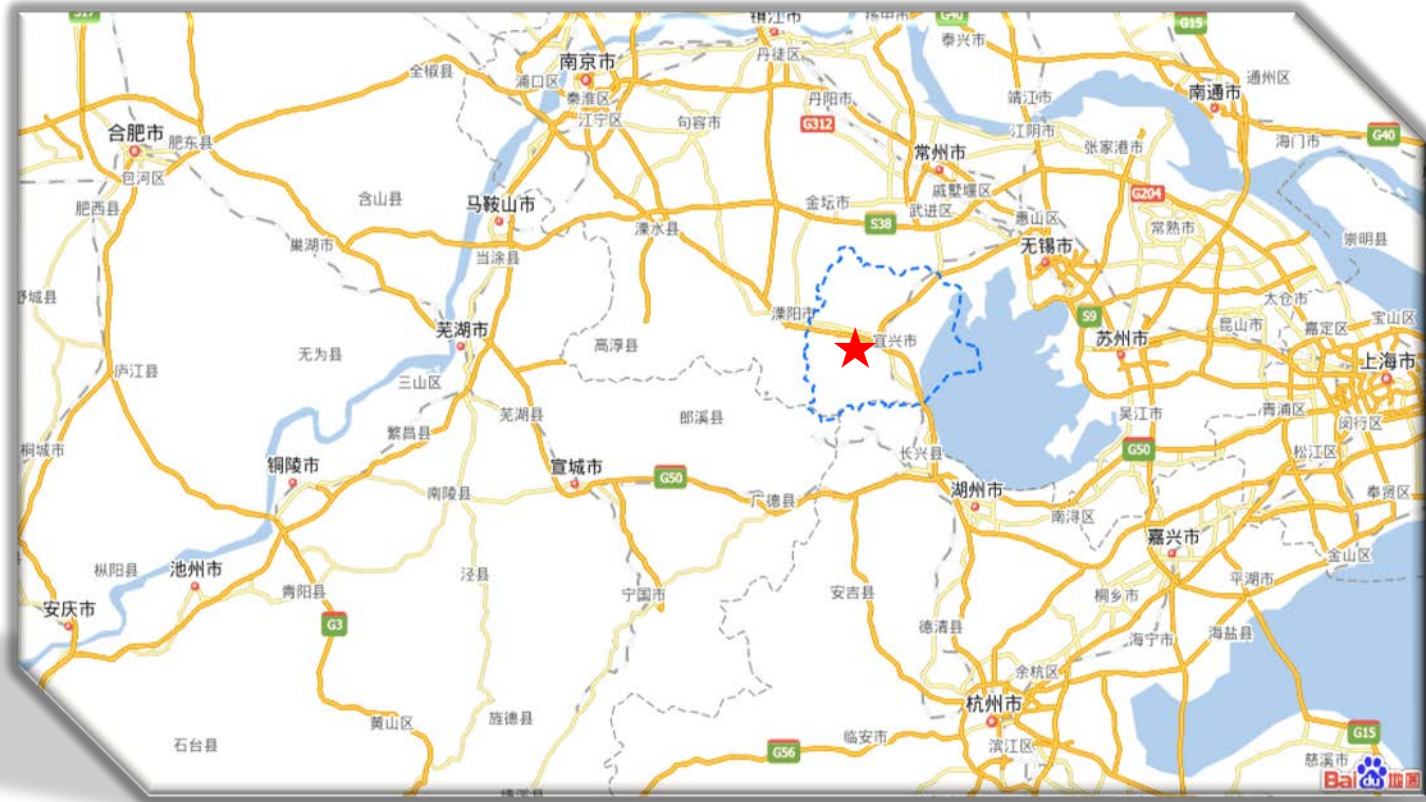 S17
镇江市
扬中市
G40
G15
泰兴市
南京市
丹徒区
全椒县
浦口区
通州区
秦淮区
丹阳市
靖江市
南通市
江宁区
句容市
G312
江阴市
海门市
G40
合肥市
肥东县
常州市
张家港市
包河区
戚墅堰区
G204
含山县
马鞍山市
金坛市
武进区
肥西县
S38
惠山区
常熟市
溧水县
崇明县
巢湖市
无锡市
当涂县
太仓市
溧阳市
S9
宝山区
芜湖市
昆山市
嘉定区
宜兴市
苏州市
高淳县
无为县
上海市
庐江县
三山区
吴江市
青浦区
芜湖县
郎溪县
闵行区
繁昌县
桐城市
长兴县
G50
松江区
铜陵市
宣城市
G50
南陵县
广德县
湖州市
奉贤区
南浔区
嘉兴市
金山区
枞阳县
池州市
泾县
平湖市
青阳县
宁国市
安吉县
桐乡市
安庆市
G3
德清县
海宁市
海盐县
余杭区
杭州市
黄山区
旌德县
石台县
临安市
滨江区
G15
G56
慈溪市
Bai du 地图